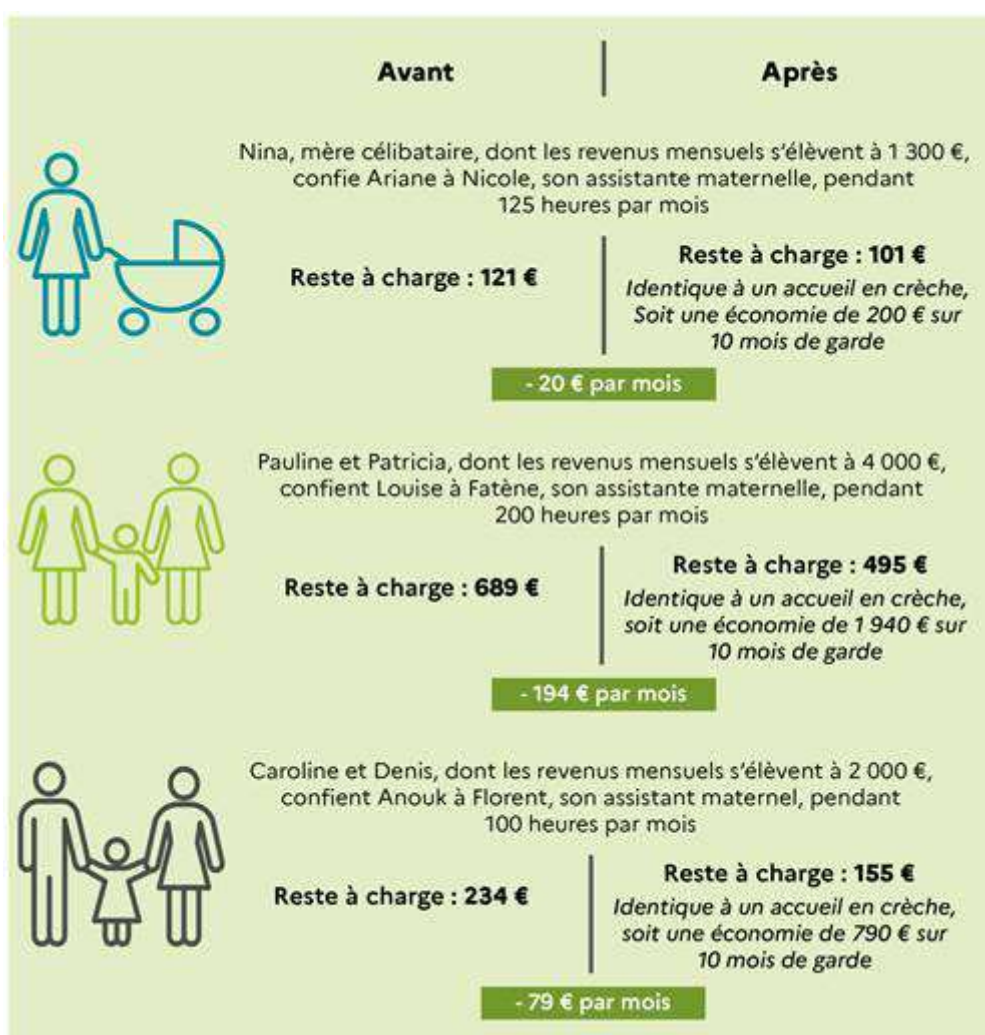 Avant
Après
Nina, mère célibataire, dont les revenus mensuels s'élèvent à 1 300 €,
confie Ariane à Nicole, son assistante maternelle, pendant
125 heures par mois
Reste à charge : 121 €
Reste à charge : 101 €
Identique à un accueil en crèche,
Soit une économie de 200 € sur
10 mois de garde
- 20 € par mois
Pauline et Patricia, dont les revenus mensuels s'élèvent à 4 000 €,
confient Louise à Fatène, son assistante maternelle, pendant
200 heures par mois
Reste à charge : 689 €
Reste à charge : 495 €
Identique à un accueil en crèche,
soit une économie de 1 940 € sur
10 mois de garde
- 194 € par mois
Caroline et Denis, dont les revenus mensuels s'élèvent à 2 000 €,
confient Anouk à Florent, son assistant maternel, pendant
100 heures par mois
Reste à charge : 234 €
Reste à charge : 155 €
Identique à un accueil en crèche,
soit une économie de 790 € sur
10 mois de garde
- 79 € par mois